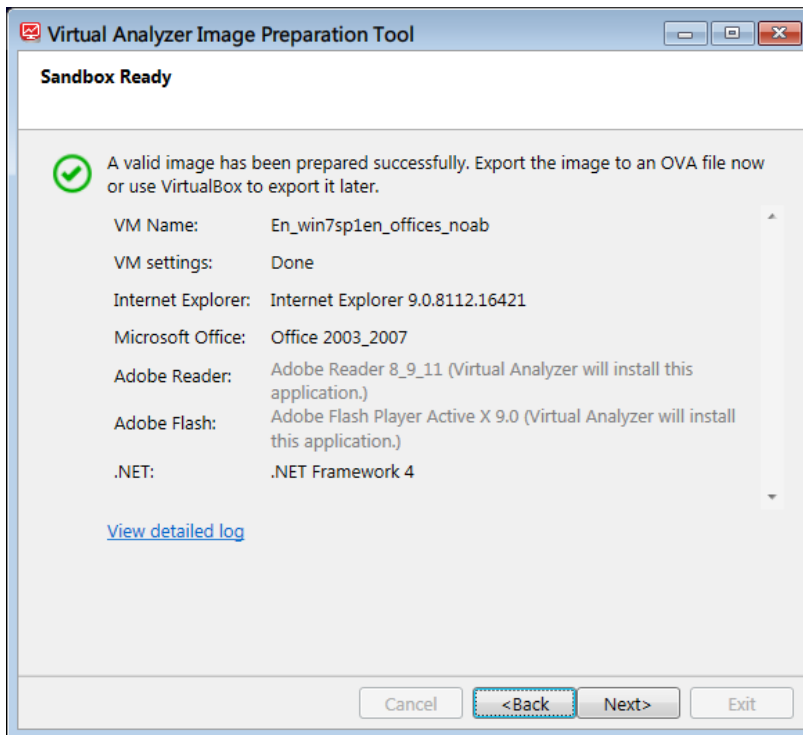 Virtual Analyzer Image Preparation Tool
Sandbox Ready
A valid image has been prepared successfully. Export the image to an OVA file now
or use VirtualBox to export it later.
VM Name: En_win7sp1en_offices_noab
VM settings: Done
Internet Explorer: Internet Explorer 9.0.8112.16421
Microsoft Office: Office 2003_2007
Adobe Reader: Adobe Reader 8_9_11 (Virtual Analyzer will install this
application.)
Adobe Flash: Adobe Flash Player Active X 9.0 (Virtual Analyzer will install
this application.)
.NET: .NET Framework 4
View detailed log
Cancel <Back Next> Exit